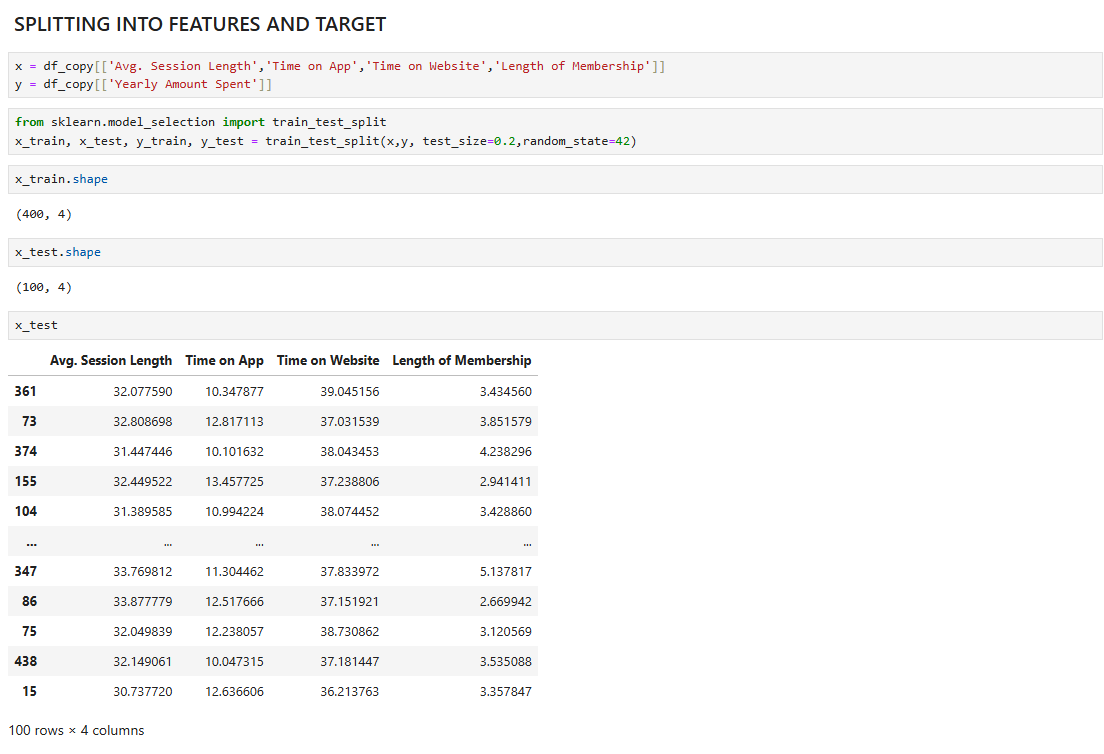 SPLITTING INTO FEATURES AND TARGET
x = df_copy[['Avg. Session Length','Time on App','Time on Website','Length of Membership']]
y = df_copy[['Yearly Amount Spent']]
from sklearn.model_selection import train_test_split
x_train, x_test, y_train, y_test = train_test_split(x,y, test_size=0.2,random_state=42)
x_train.shape
(400, 4)
x_test.shape
(100, 4)
x_test
Avg. Session Length Time on App Time on Website Length of Membership
361 32.077590 10.347877 39.045156 3.434560
73 32.808698 12.817113 37.031539 3.851579
374 31.447446 10.101632 38.043453 4.238296
155 32.449522 13.457725 37.238806 2.941411
104 31.389585 10.994224 38.074452 3.428860
... ... ... ... ...
347 33.769812 11.304462 37.833972 5.137817
86 33.877779 12.517666 37.151921 2.669942
75 32.049839 12.238057 38.730862 3.120569
438 32.149061 10.047315 37.181447 3.535088
15 30.737720 12.636606 36.213763 3.357847
100 rows × 4 columns